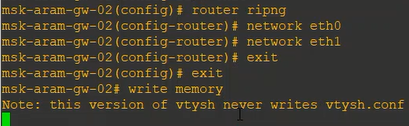 msk-aram-gw-02(config)# router ripng
msk-aram-gw-02(config-router)# network eth0
msk-aram-gw-02(config-router)# network eth1
msk-aram-gw-02(config-router)# exit
msk-aram-gw-02(config)# exit
msk-aram-gw-02# write memory
Note: this version of vtysh never writes vtysh.conf